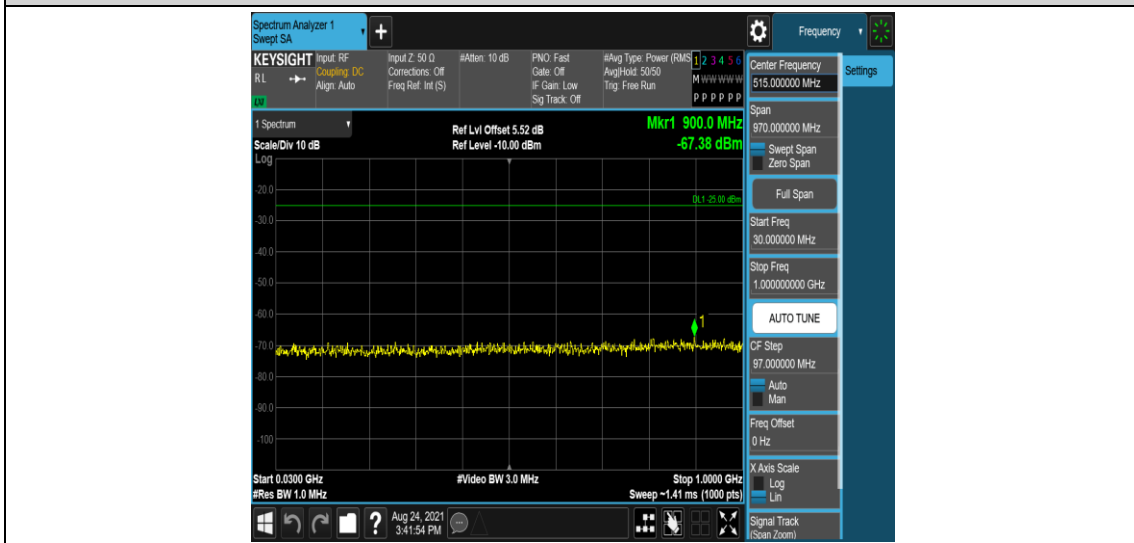 Spectrum Analyzer 1
Swept SA
+
Frequency
KEYSIGHT
RL
LXI
Input: RF
Coupling: DC
Align: Auto
Input Z: 50 Ω
Corrections: Off
Freq Ref: Int (S)
#Atten: 10 dB
PNO: Fast
Gate: Off
IF Gain: Low
Sig Track: Off
#Avg Type: Power (RMS
Avg|Hold: 50/50
Trig: Free Run
1 2 3 4 5 6
M W W W W W
P P P P P P
Center Frequency
515.000000 MHz
Settings
1 Spectrum
Scale/Div 10 dB
Ref Lvl Offset 5.52 dB
Ref Level -10.00 dBm
Mkr1 900.0 MHz
-67.38 dBm
Log
-20.0
-30.0
-40.0
-50.0
-60.0
-70.0
-80.0
-90.0
-100
DL1 -25.00 dBm
1
Start 0.0300 GHz
#Res BW 1.0 MHz
#Video BW 3.0 MHz
Stop 1.0000 GHz
Sweep ~1.41 ms (1000 pts)
Span
970.000000 MHz
Swept Span
Zero Span
Full Span
Start Freq
30.000000 MHz
Stop Freq
1.000000000 GHz
AUTO TUNE
CF Step
97.000000 MHz
Auto
Man
Freq Offset
0 Hz
X Axis Scale
Log
Lin
Signal Track
(Span Zoom)
?
Aug 24, 2021
3:41:54 PM